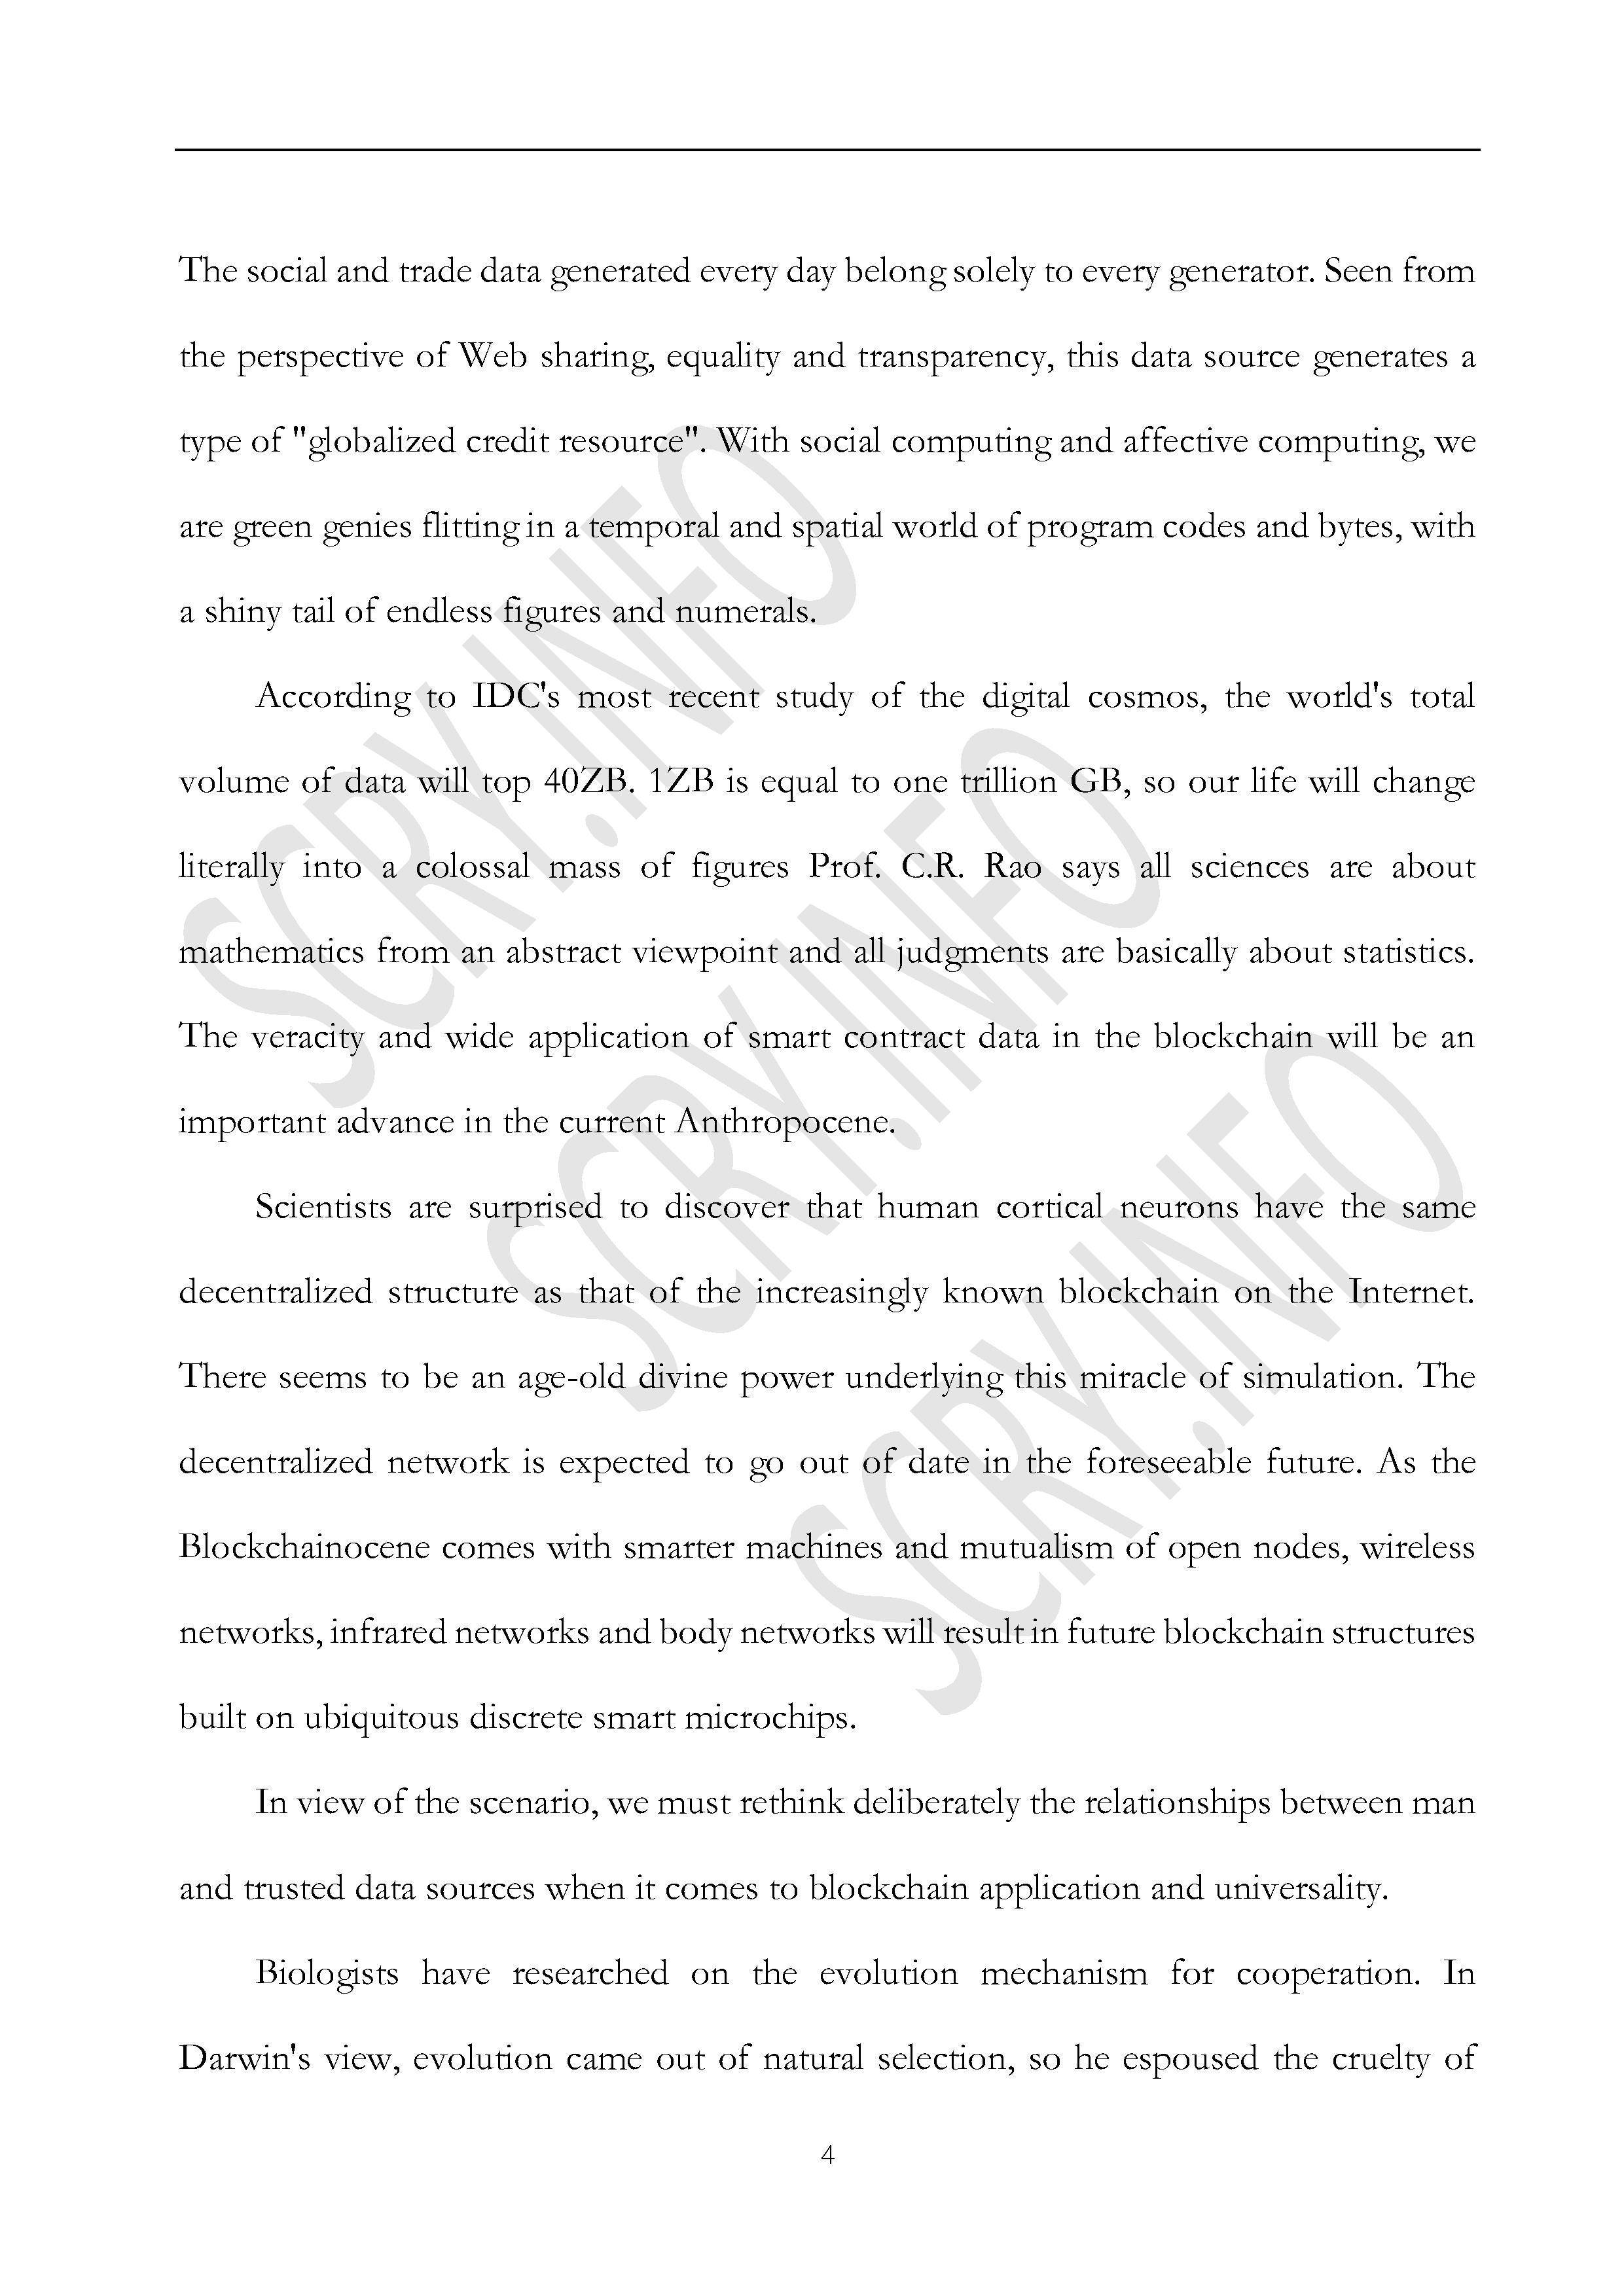 The social and trade data generated every day belong solely to every generator. Seen from
the perspective of Web sharing, equality and transparency, this data source generates a
type of "globalized credit resource". With social computing and affective computing, we
are green genies flitting in a temporal and spatial world of program codes and bytes, with
a shiny tail of endless figures and numerals.
According to IDC's most recent study of the digital cosmos, the world's total
volume of data will top 40ZB. 1ZB is equal to one trillion GB, so our life will change
literally into a colossal mass of figures Prof. C.R. Rao says all sciences are about
mathematics from an abstract viewpoint and all judgments are basically about statistics.
The veracity and wide application of smart contract data in the blockchain will be an
important advance in the current Anthropocene.
Scientists are surprised to discover that human cortical neurons have the same
decentralized structure as that of the increasingly known blockchain on the Internet.
There seems to be an age-old divine power underlying this miracle of simulation. The
decentralized network is expected to go out of date in the foreseeable future. As the
Blockchainocene comes with smarter machines and mutualism of open nodes, wireless
networks, infrared networks and body networks will result in future blockchain structures
built on ubiquitous discrete smart microchips.
In view of the scenario, we must rethink deliberately the relationships between man
and trusted data sources when it comes to blockchain application and universality.
Biologists have researched on the evolution mechanism for cooperation. In
Darwin's view, evolution came out of natural selection, so he espoused the cruelty of
4
SCRY.INFO
SCRY.INFO
SCRY.INFO